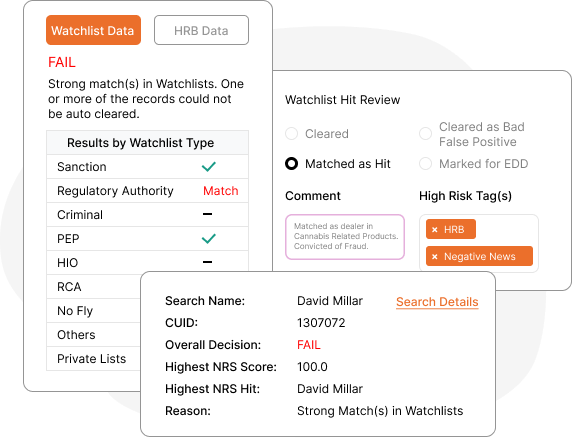 Watchlist Data
HRB Data
FAIL
Strong match(s) in Watchlists. One
or more of the records could not
be auto cleared.
Results by Watchlist Type
Sanction
Regulatory Authority Match
Criminal
PEP
HIO
RCA
No Fly
Others
Private Lists
Watchlist Hit Review
Cleared
Cleared as Bad
False Positive
Matched as Hit
Marked for EDD
Comment
High Risk Tag(s)
Matched as dealer in
Cannabis Related Products.
Convicted of Fraud.
× HRB
× Negative News
Search Name: David Millar Search Details
CUID: 1307072
Overall Decision: FAIL
Highest NRS Score: 100.0
Highest NRS Hit: David Millar
Reason: Strong Match(s) in Watchlists